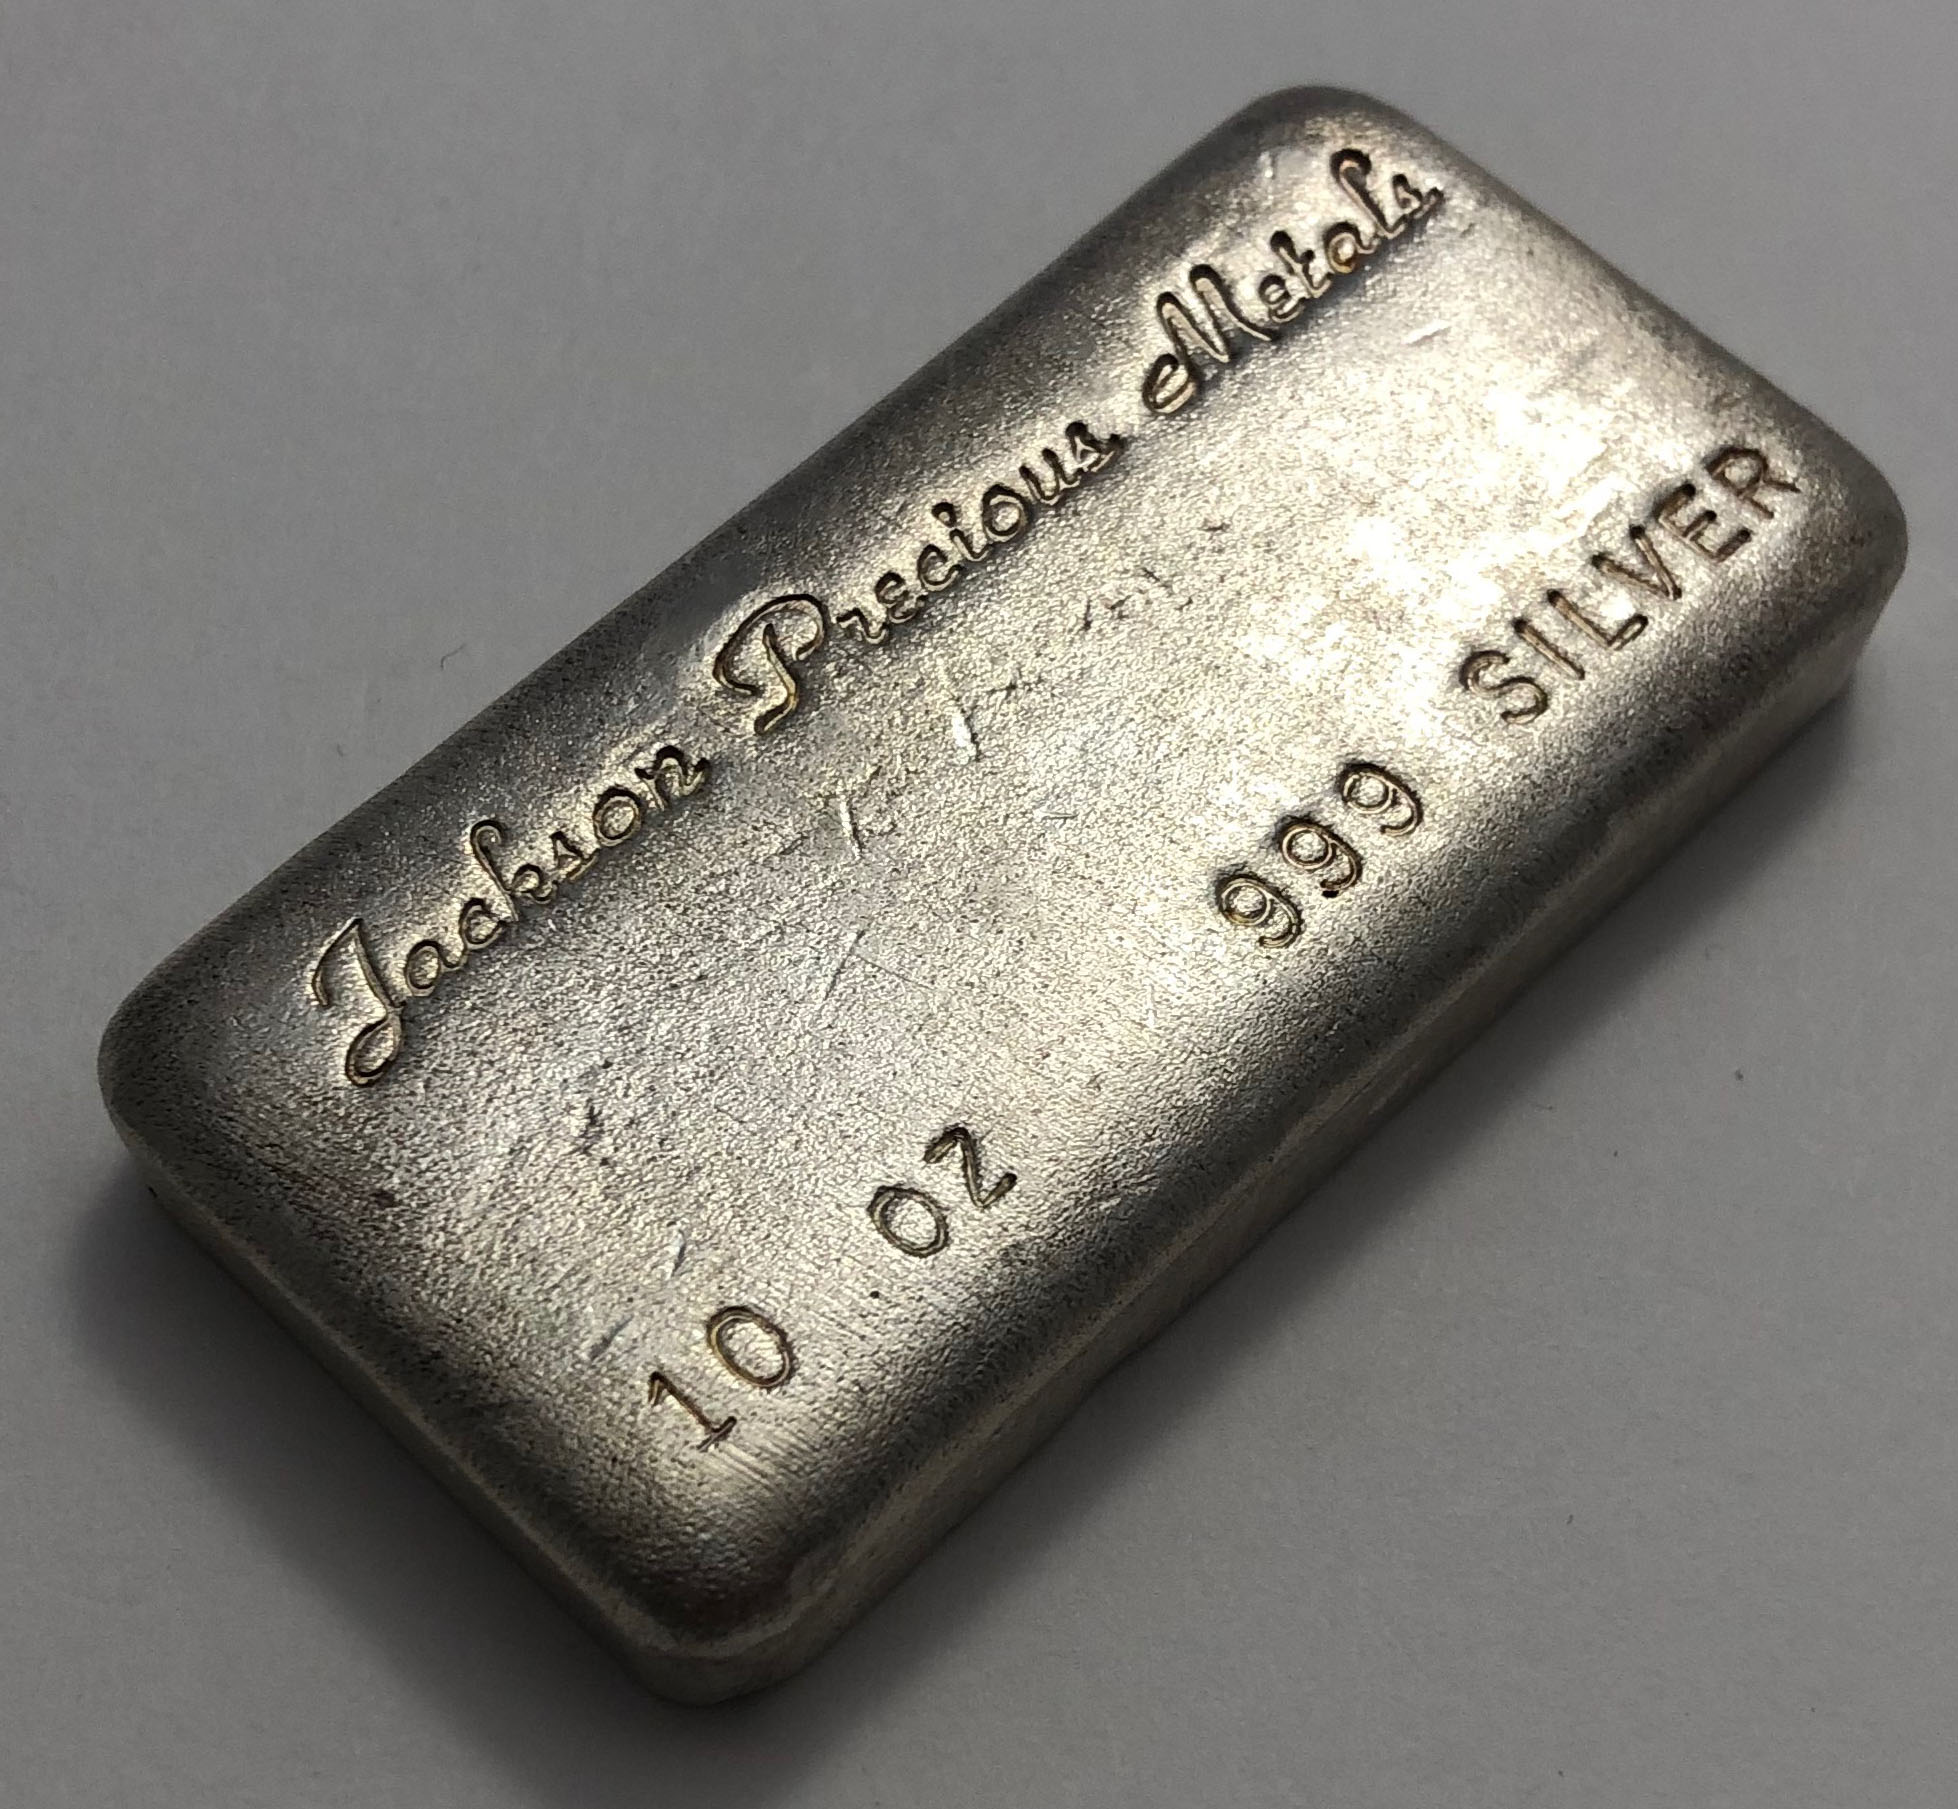 Jackson Precious Metals
10 OZ 999 SILVER